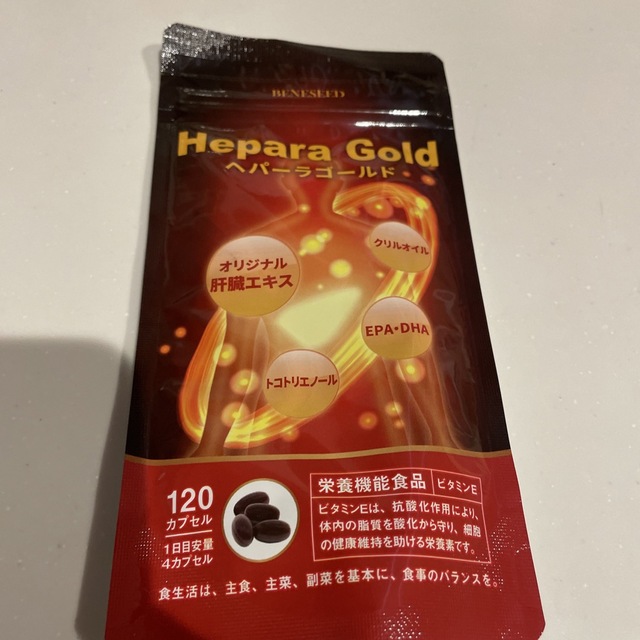 BENESEED
Hepara Gold
ヘパーラゴールド
クリルオイル
オリジナル
肝臓エキス
EPA・DHA
トコトリエノール
120
カプセル
1日目安量
4カプセル
栄養機能食品 ビタミンE
ビタミンEは、抗酸化作用により、
体内の脂質を酸化から守り、細胞
の健康維持を助ける栄養素です。
食生活は、主食、主菜、副菜を基本に、食事のバランスを。